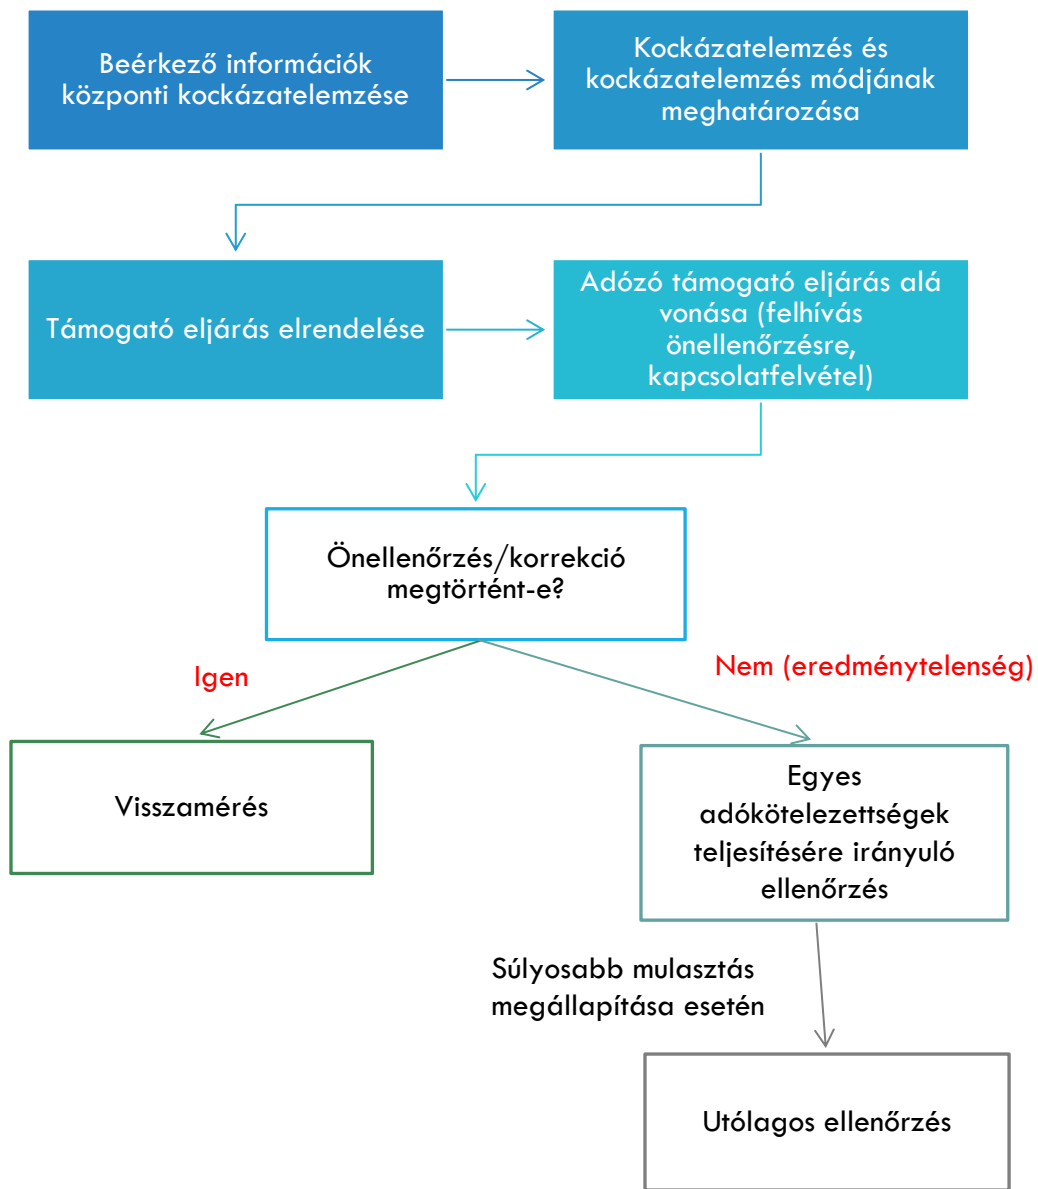 Beérkező információk
központi kockázatelemzése
Kockázatelemzés és
kockázatelemzés módjának
meghatározása
Támogató eljárás elrendelése
Adózó támogató eljárás alá
vonása (felhívás
önellenőrzésre,
kapcsolatfelvétel)
Önellenőrzés/korrekció
megtörtént-e?
Igen
Nem (eredménytelenség)
Visszamérés
Egyes
adókötelezettségek
teljesítésére irányuló
ellenőrzés
Súlyosabb mulasztás
megállapítása esetén
Utólagos ellenőrzés